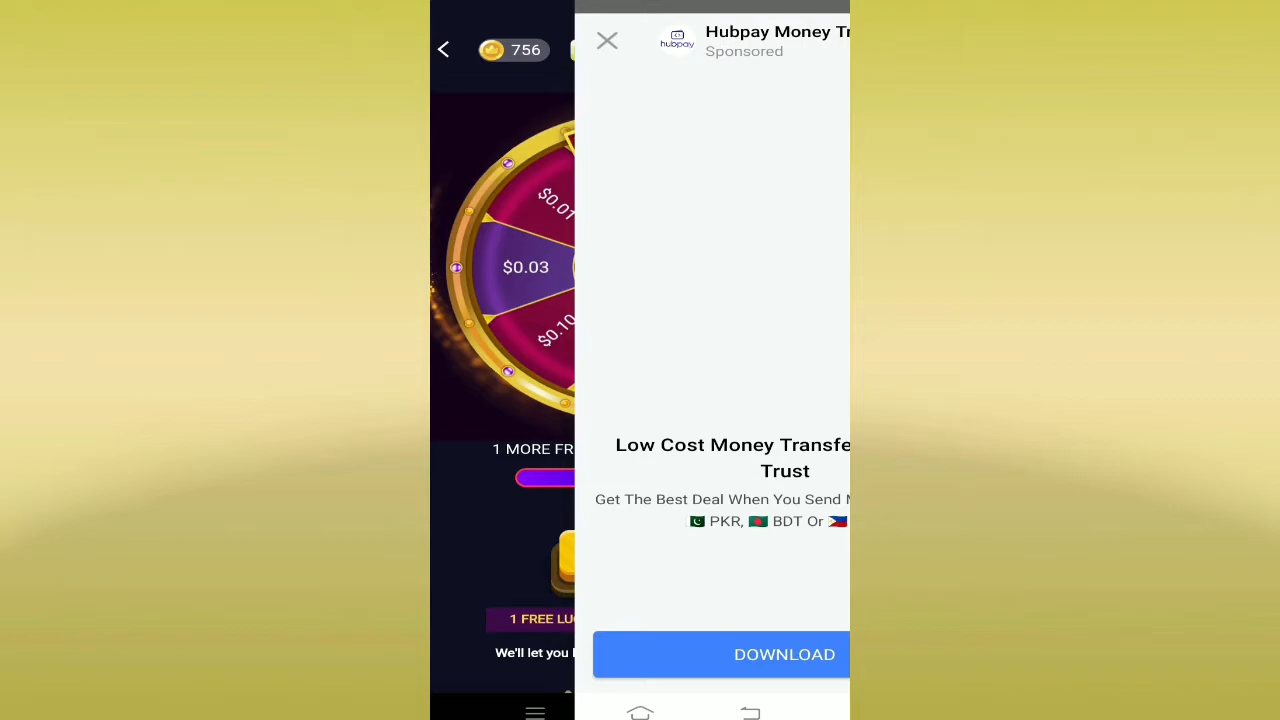 756
$0.01
$0.03
$0.10
1 MORE FR
1 FREE LU
We'll let you
hubpay
Hubpay Money Tr
Sponsored
Low Cost Money Transfe
Trust
Get The Best Deal When You Send
PKR, BDT Or
DOWNLOAD